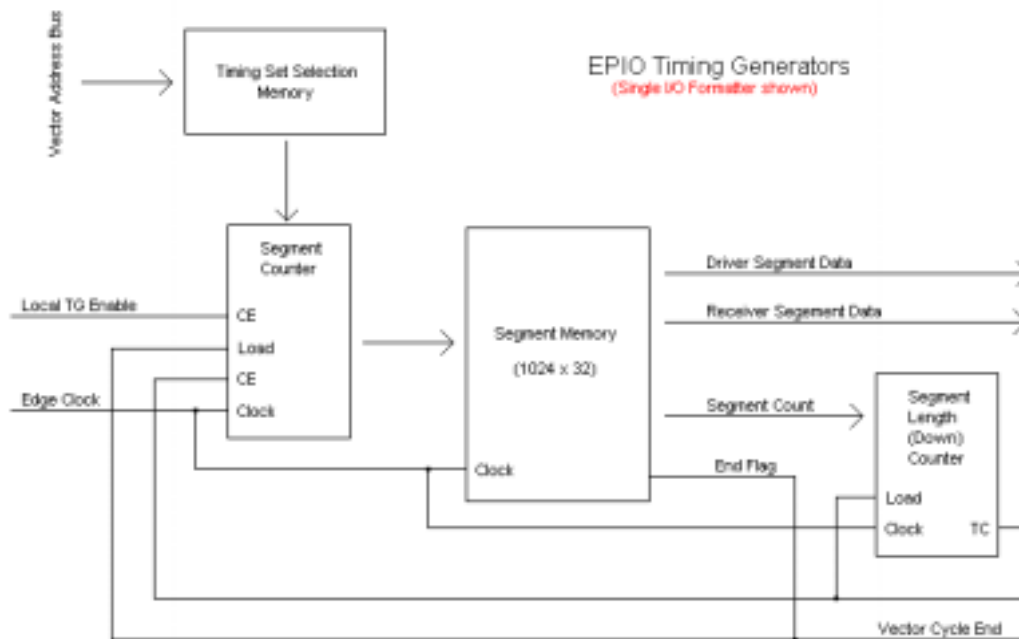 Vector Address Bus
Timing Set Selection
Memory
EPIO Timing Generators
(Single I/O Formatter shown)
Segment
Counter
Local TG Enable
CE
Load
CE
Edge Clock
Clock
Segment Memory
(1024 x 32)
Clock
Driver Segment Data
Receiver Segement Data
Segment Count
End Flag
Segment
Length
(Down)
Counter
Load
Clock
TC
Vector Cycle End